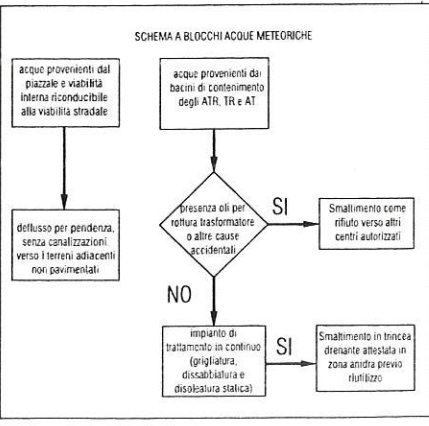 SCHEMA A BLOCCHI ACQUE METEORICHE
acque provenienti dal
piazzale e viabilità
interna riconducibile
alla viabilità stradale
acque provenienti dai
bacini di contenimento
degli ATR, TR e AT
deflusso per pendenza,
senza canalizzazioni,
verso i terreni adiacenti
non pavimentati
presenza oli per
rottura trasformatore
o altre cause
accidentali
SI
Smaltimento come
rifiuto verso altri
centri autorizzati
NO
impianto di
trattamento in continuo
(grigliatura,
dissabbiatura e
disoleatura statica)
SI
Smaltimento in trincea
drenante attestata in
zona anidra previo
riutilizzo